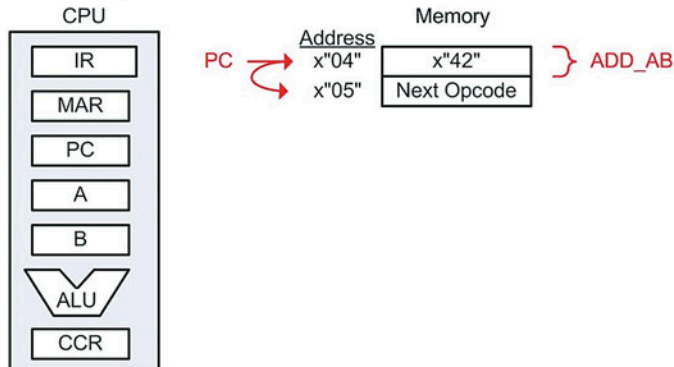 CPU
IR
MAR
PC
A
B
ALU
CCR
Memory
Address
PC x"04" x"42" ADD_AB
x"05" Next Opcode